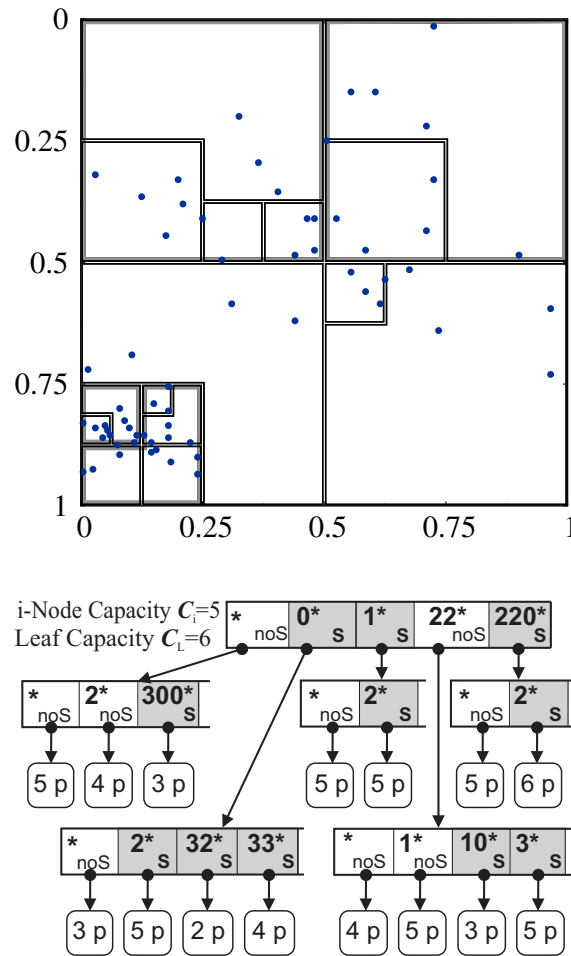 0
0.25
0.5
0.75
1
0 0.25 0.5 0.75 1
i-Node Capacity Ci=5
Leaf Capacity CL=6
* noS 0* S 1* S 22* noS 220* S
* noS 2* noS 300* S
* noS 2* S
* noS 2* S
5 p 4 p 3 p
5 p 5 p
5 p 6 p
* noS 2* S 32* S 33* S
* noS 1* noS 10* S 3* S
3 p 5 p 2 p 4 p
4 p 5 p 3 p 5 p